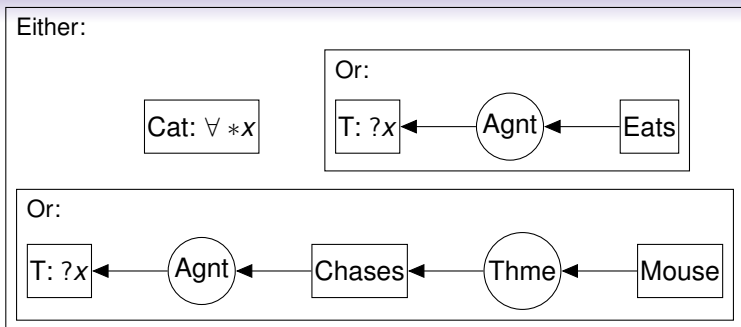 Either:
Or:
Cat: ∀ *x
T: ?x
Agnt
Eats
Or:
T: ?x
Agnt
Chases
Thme
Mouse